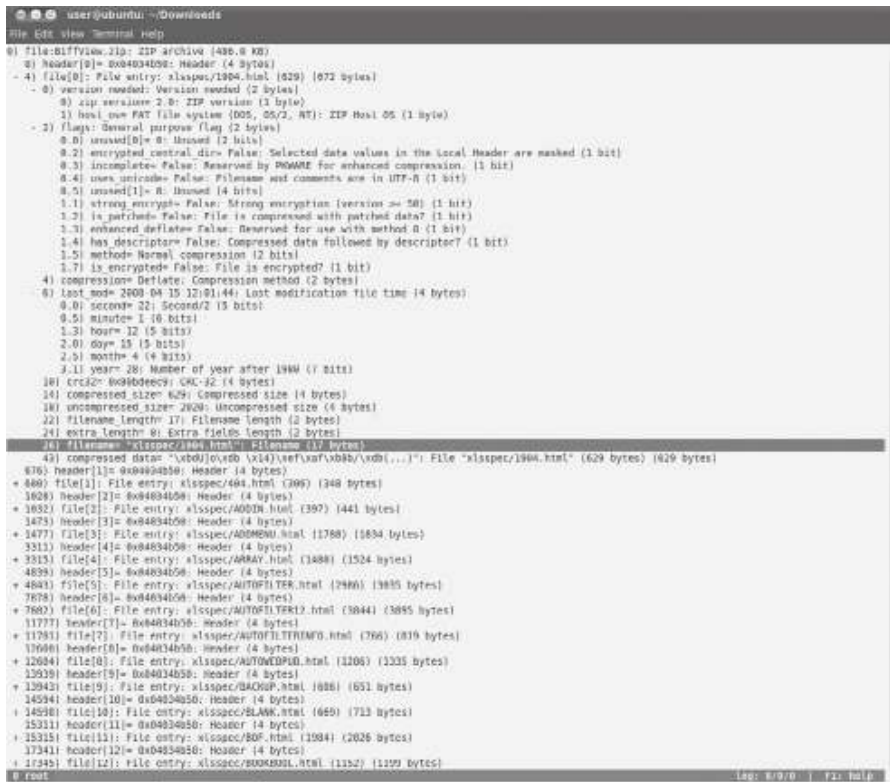 user@ubuntu: ~/Downloads
File Edit View Terminal Help
0) file:BiffView.zip: ZIP archive (486.0 KB)
0) header[0]= 0x04034b50: Header (4 bytes)
- 4) file[0]: File entry: xlsspec/1904.html (629) (672 bytes)
- 0) version needed: Version needed (2 bytes)
0) zip version= 2.0: ZIP version (1 byte)
1) host_os= FAT file system (DOS, OS/2, NT): ZIP Host OS (1 byte)
- 2) flags: General purpose flag (2 bytes)
0.0) unused[0]= 0: Unused (2 bits)
0.2) encrypted_central_dir= False: Selected data values in the Local Header are masked (1 bit)
0.3) incomplete= False: Reserved by PKWARE for enhanced compression. (1 bit)
0.4) uses_unicode= False: Filename and comments are in UTF-8 (1 bit)
0.5) unused[1]= 0: Unused (4 bits)
1.1) strong_encrypt= False: Strong encryption (version >= 50) (1 bit)
1.2) is_patched= False: File is compressed with patched data? (1 bit)
1.3) enhanced_deflate= False: Reserved for use with method 8 (1 bit)
1.4) has_descriptor= False: Compressed data followed by descriptor? (1 bit)
1.5) method= Normal compression (2 bits)
1.7) is_encrypted= False: File is encrypted? (1 bit)
4) compression= Deflate: Compression method (2 bytes)
- 6) last_mod= 2008-04-15 12:01:44: Last modification file time (4 bytes)
0.0) second= 22: Second/2 (5 bits)
0.5) minute= 1 (6 bits)
1.3) hour= 12 (5 bits)
2.0) day= 15 (5 bits)
2.5) month= 4 (4 bits)
3.1) year= 28: Number of year after 1980 (7 bits)
10) crc32= CRC-32 (4 bytes)
14) compressed_size= 629: Compressed size (4 bytes)
18) uncompressed_size= 2020: Uncompressed size (4 bytes)
22) filename_length= 17: Filename length (2 bytes)
24) extra_length= 0: Extra fields length (2 bytes)
26) filename= "xlsspec/1904.html": Filename (17 bytes)
43) compressed data= File "xlsspec/1904.html" (629 bytes) (629 bytes)
676) header[1]= 0x04034b50: Header (4 bytes)
+ 680) file[1]: File entry: xlsspec/404.html (306) (348 bytes)
1028) header[2]= 0x04034b50: Header (4 bytes)
+ 1032) file[2]: File entry: xlsspec/ADDIN.html (397) (441 bytes)
1473) header[3]= 0x04034b50: Header (4 bytes)
+ 1477) file[3]: File entry: xlsspec/ADDMENU.html (1788) (1834 bytes)
3311) header[4]= 0x04034b50: Header (4 bytes)
+ 3315) file[4]: File entry: xlsspec/ARRAY.html (1480) (1524 bytes)
4839) header[5]= 0x04034b50: Header (4 bytes)
+ 4843) file[5]: File entry: xlsspec/AUTOFILTER.html (2986) (3035 bytes)
7878) header[6]= 0x04034b50: Header (4 bytes)
+ 7882) file[6]: File entry: xlsspec/AUTOFILTER12.html (3844) (3895 bytes)
11777) header[7]= 0x04034b50: Header (4 bytes)
+ 11781) file[7]: File entry: xlsspec/AUTOFILTERINFO.html (766) (819 bytes)
12600) header[8]= 0x04034b50: Header (4 bytes)
+ 12604) file[8]: File entry: xlsspec/AUTOWEBPUB.html (1286) (1335 bytes)
13939) header[9]= 0x04034b50: Header (4 bytes)
+ 13943) file[9]: File entry: xlsspec/BACKUP.html (606) (651 bytes)
14594) header[10]= 0x04034b50: Header (4 bytes)
+ 14598) file[10]: File entry: xlsspec/BLANK.html (669) (713 bytes)
15311) header[11]= 0x04034b50: Header (4 bytes)
+ 15315) file[11]: File entry: xlsspec/BOF.html (1984) (2026 bytes)
17341) header[12]= 0x04034b50: Header (4 bytes)
+ 17345) file[12]: File entry: xlsspec/BOOKBOOL.html (1152) (1199 bytes)
0 root
log: 0/0/0 | F1: help